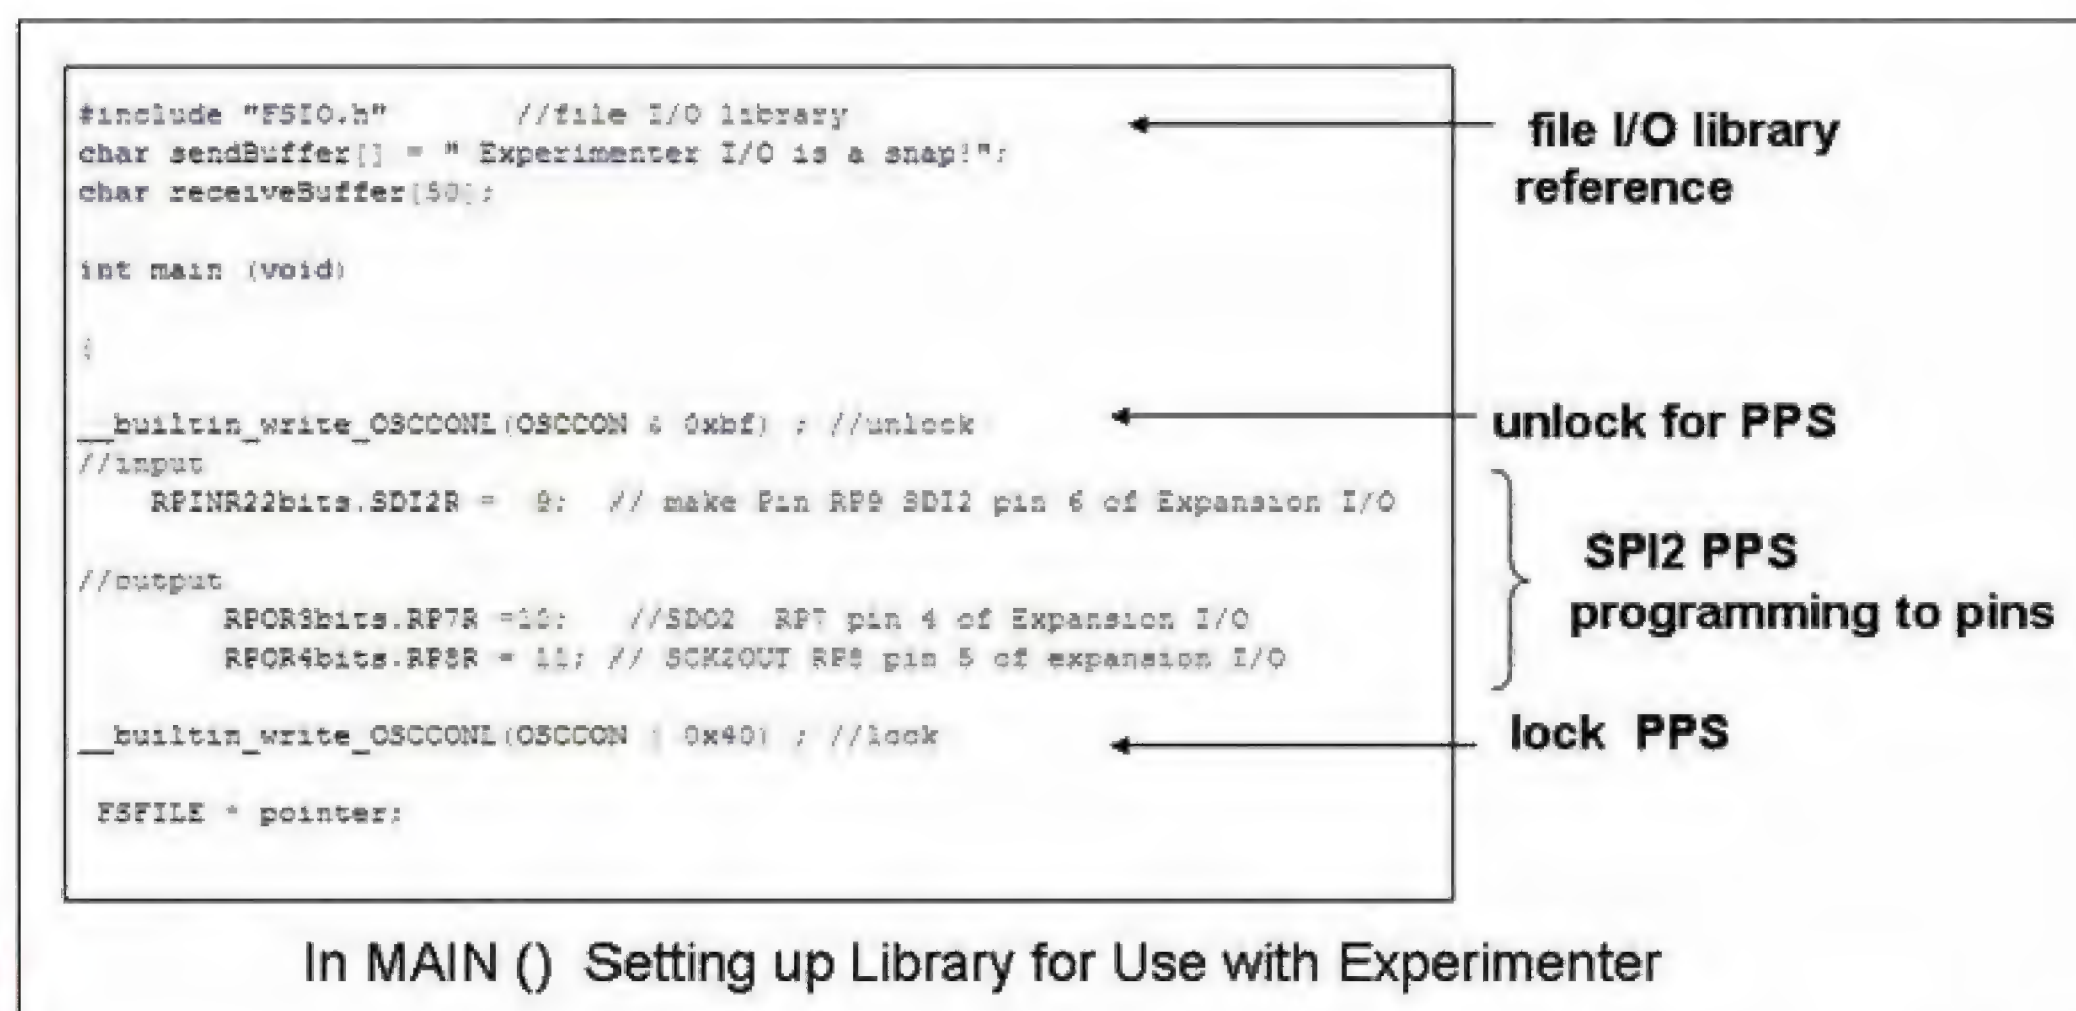 #include "FSIO.h" //file I/O library
char sendBuffer[] = " Experimenter I/O is a snap!";
char receiveBuffer[50];
int main (void)
{
__builtin_write_OSCCONL(OSCCON & 0xbf) ; //unlock
//input
RPINR22bits.SDI2R = 9; // make Pin RP9 SDI2 pin 6 of Expansion I/O
//output
RPOR3bits.RP7R =10; //SDO2 RP7 pin 4 of Expansion I/O
RPOR4bits.RP8R = 11; // SCK2OUT RP8 pin 5 of expansion I/O
__builtin_write_OSCCONL(OSCCON | 0x40) ; //lock
FSFILE * pointer;
file I/O library
reference
unlock for PPS
SPI2 PPS
programming to pins
lock PPS
In MAIN () Setting up Library for Use with Experimenter